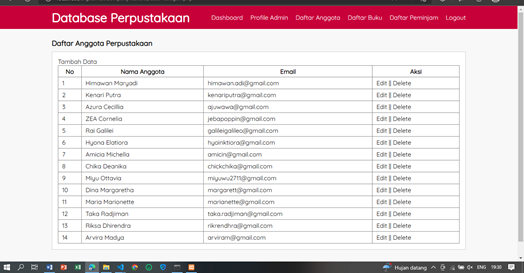 Database Perpustakaan
Dashboard Profile Admin Daftar Anggota Daftar Buku Daftar Peminjam Logout
Daftar Anggota Perpustakaan
Tambah Data
No Nama Anggota Email Aksi
1 Himawan Maryadi himawan.adi@gmail.com Edit || Delete
2 Kenari Putra kenariputra@gmail.com Edit || Delete
3 Azura Cecillia ajuwawa@gmail.com Edit || Delete
4 ZEA Cornelia jebapoppin@gmail.com Edit || Delete
5 Rai Galilei galileigalileo@gmail.com Edit || Delete
6 Hyona Elatiora hyoinktiora@gmail.com Edit || Delete
7 Amicia Michella amicin@gmail.com Edit || Delete
8 Chika Deanika chickchika@gmail.com Edit || Delete
9 Miyu Ottavia miyuwu2711@gmail.com Edit || Delete
10 Dina Margaretha margarett@gmail.com Edit || Delete
11 Maria Marionette marianette@gmail.com Edit || Delete
12 Taka Radjiman taka.radjiman@gmail.com Edit || Delete
13 Riksa Dhirendra rikrendhra@gmail.com Edit || Delete
14 Arvira Madya arviram@gmail.com Edit || Delete
Hujan datang ENG 19:30